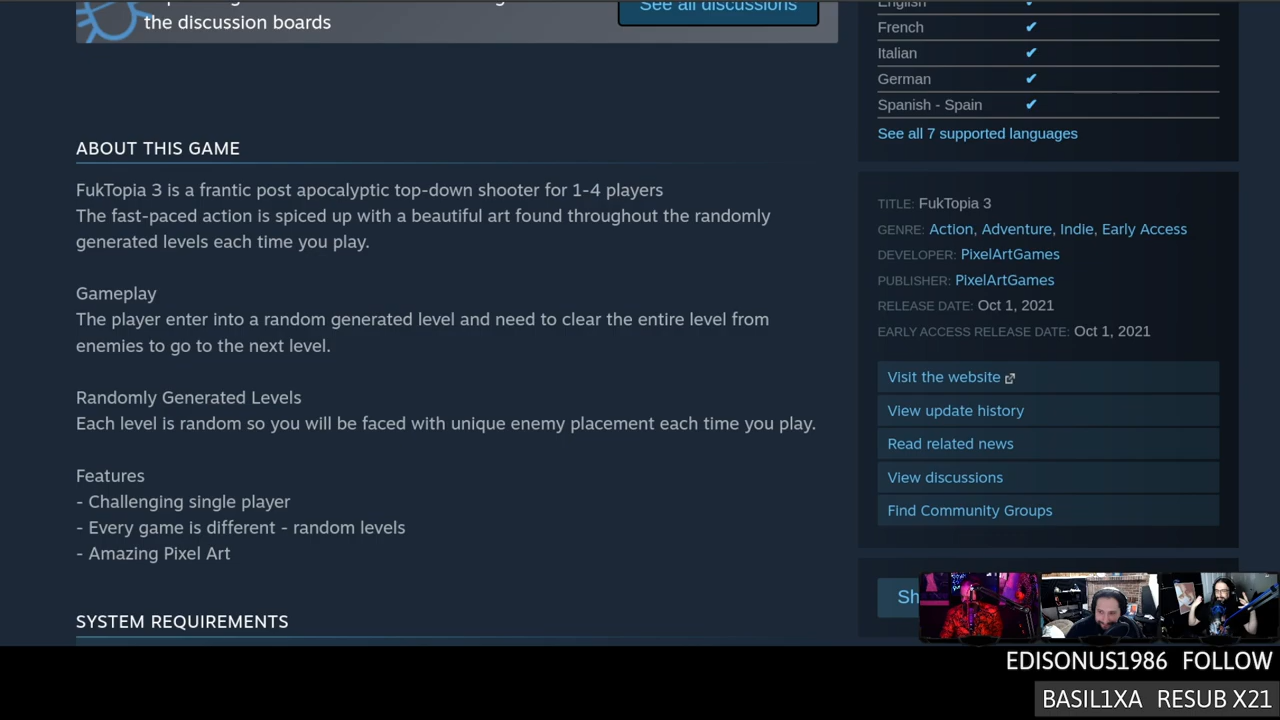 the discussion boards
See all discussions
ABOUT THIS GAME
FukTopia 3 is a frantic post apocalyptic top-down shooter for 1-4 players
The fast-paced action is spiced up with a beautiful art found throughout the randomly
generated levels each time you play.
Gameplay
The player enter into a random generated level and need to clear the entire level from
enemies to go to the next level.
Randomly Generated Levels
Each level is random so you will be faced with unique enemy placement each time you play.
Features
- Challenging single player
- Every game is different - random levels
- Amazing Pixel Art
SYSTEM REQUIREMENTS
English ✔
French ✔
Italian ✔
German ✔
Spanish - Spain ✔
See all 7 supported languages
TITLE: FukTopia 3
GENRE: Action, Adventure, Indie, Early Access
DEVELOPER: PixelArtGames
PUBLISHER: PixelArtGames
RELEASE DATE: Oct 1, 2021
EARLY ACCESS RELEASE DATE: Oct 1, 2021
Visit the website
View update history
Read related news
View discussions
Find Community Groups
Sh
EDISONUS1986 FOLLOW
BASIL1XA RESUB X21